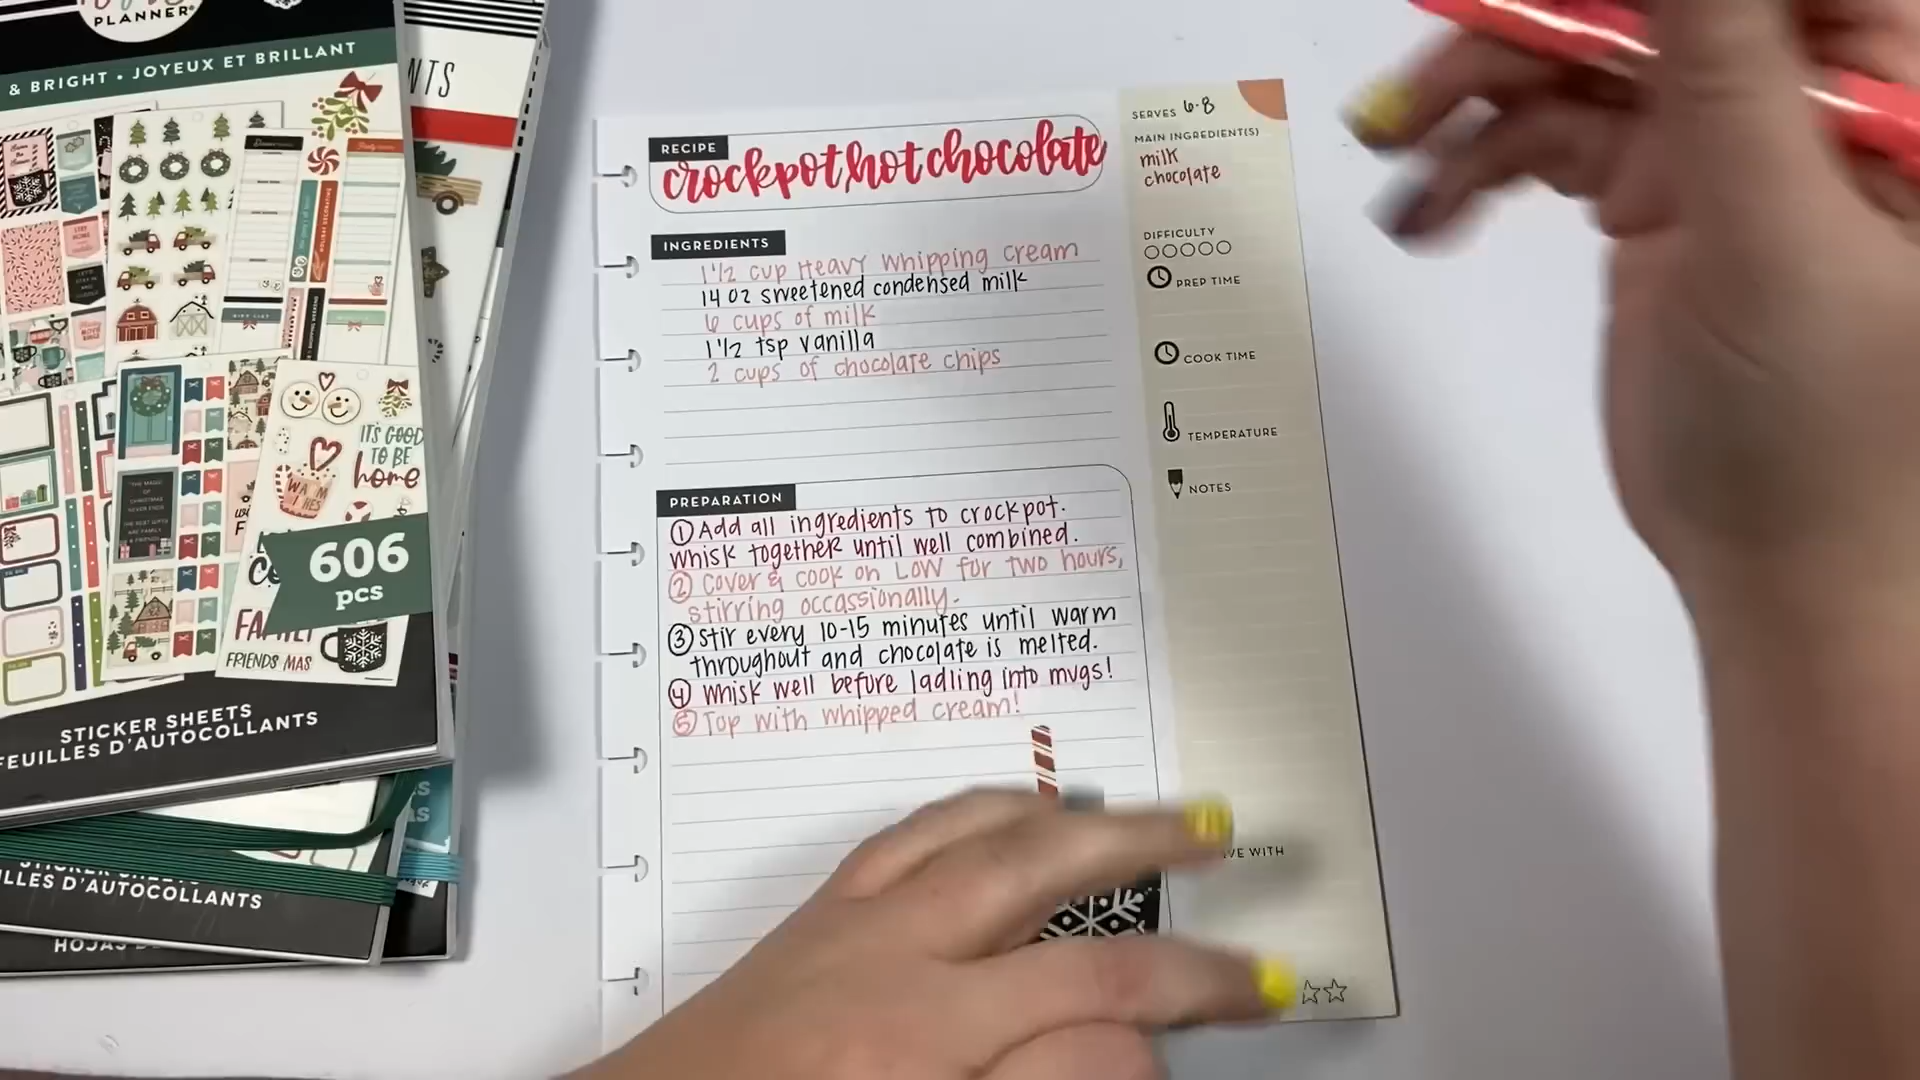 PLANNER
& BRIGHT • JOYEUX ET BRILLANT
NTS
IT'S GOOD
TO BE
home
WARM
606
pcs
FAMILY
FRIENDS MAS
STICKER SHEETS
FEUILLES D'AUTOCOLLANTS
STICKER SHEETS
ILLES D'AUTOCOLLANTS
HOJAS
RECIPE
crockpot hot chocolate
INGREDIENTS
1 1/2 cup Heavy whipping cream
14 oz sweetened condensed milk
6 cups of milk
1 1/2 tsp vanilla
2 cups of chocolate chips
PREPARATION
① Add all ingredients to crockpot.
Whisk together until well combined.
② Cover & cook on LOW for two hours,
stirring occassionally.
③ Stir every 10-15 minutes until warm
throughout and chocolate is melted.
④ Whisk well before ladling into mugs!
⑤ Top with whipped cream!
SERVES 6-8
MAIN INGREDIENT(S)
milk
chocolate
DIFFICULTY
PREP TIME
COOK TIME
TEMPERATURE
NOTES
VE WITH